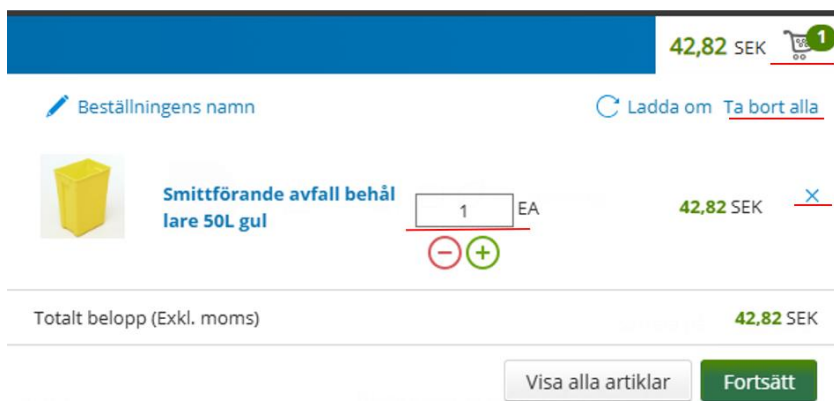 42,82 SEK 1
Beställningens namn Ladda om Ta bort alla
Smittförande avfall behål
lare 50L gul
1 EA 42,82 SEK
Totalt belopp (Exkl. moms) 42,82 SEK
Visa alla artiklar Fortsätt